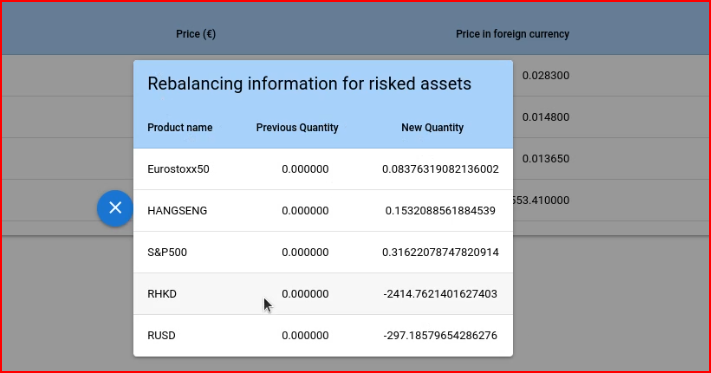 Price (€) Price in foreign currency
Rebalancing information for risked assets
0.028300
Product name Previous Quantity New Quantity
0.014800
Eurostoxx50 0.000000 0.08376319082136002
0.013650
553.410000
HANGSENG 0.000000 0.1532088561884539
S&P500 0.000000 0.31622078747820914
RHKD 0.000000 -2414.7621401627403
RUSD 0.000000 -297.18579654286276